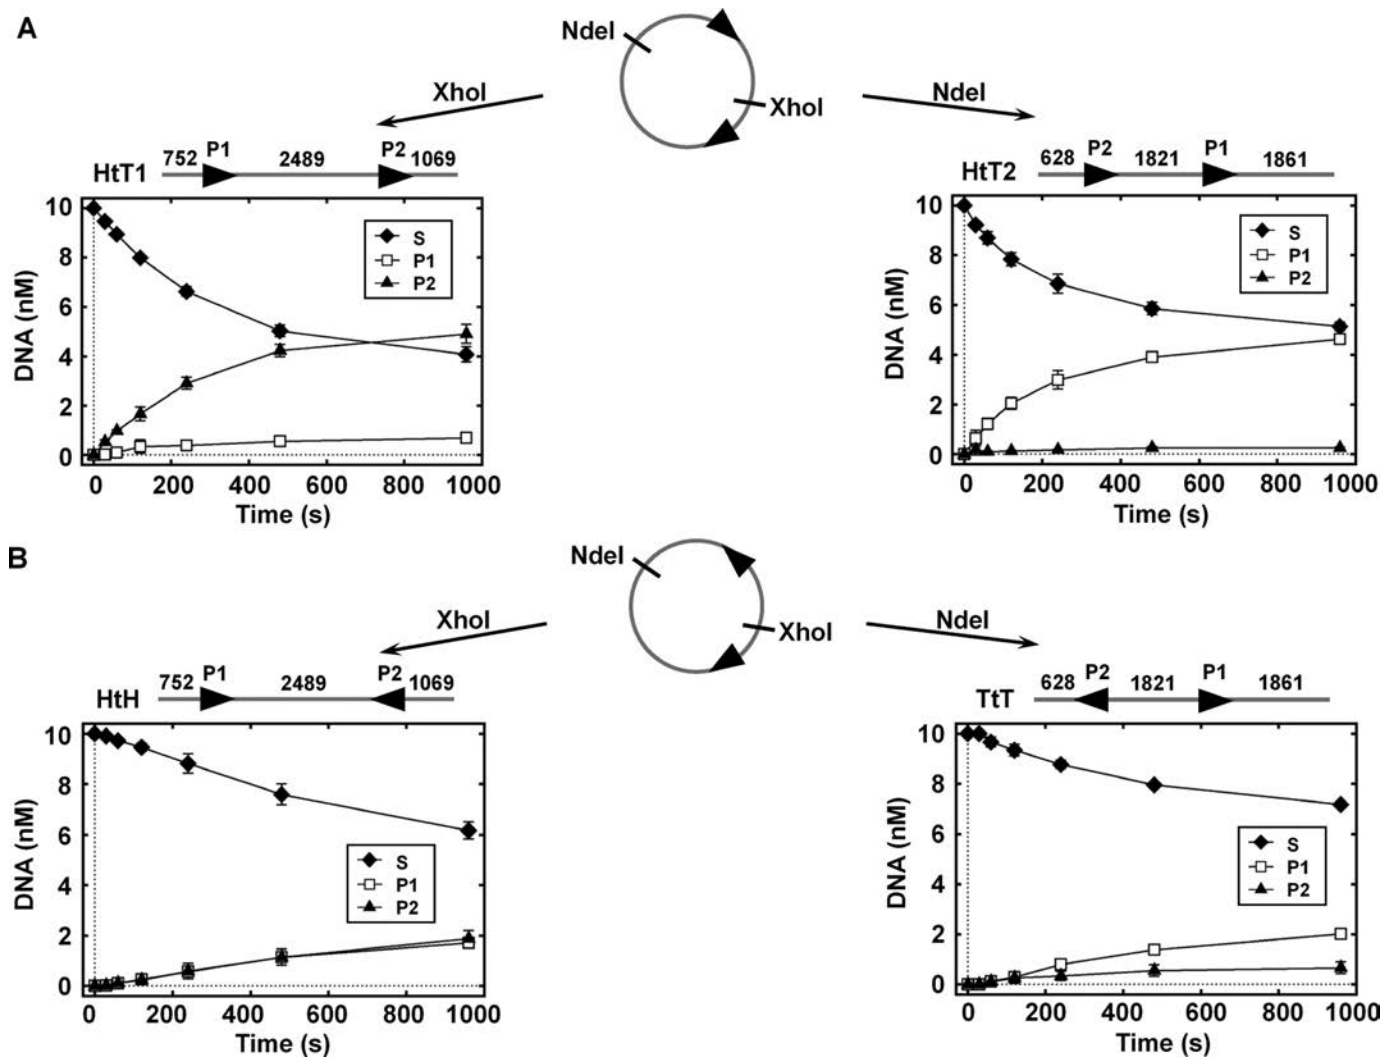 A
NdeI
XhoI
XhoI
NdeI
HtT1
752 P1 2489 P2 1069
HtT2
628 P2 1821 P1 1861
DNA (nM)
10
8
6
4
2
0
S
P1
P2
0 200 400 600 800 1000
Time (s)
DNA (nM)
10
8
6
4
2
0
S
P1
P2
0 200 400 600 800 1000
Time (s)
B
NdeI
XhoI
XhoI
NdeI
HtH
752 P1 2489 P2 1069
TtT
628 P2 1821 P1 1861
DNA (nM)
10
8
6
4
2
0
S
P1
P2
0 200 400 600 800 1000
Time (s)
DNA (nM)
10
8
6
4
2
0
S
P1
P2
0 200 400 600 800 1000
Time (s)